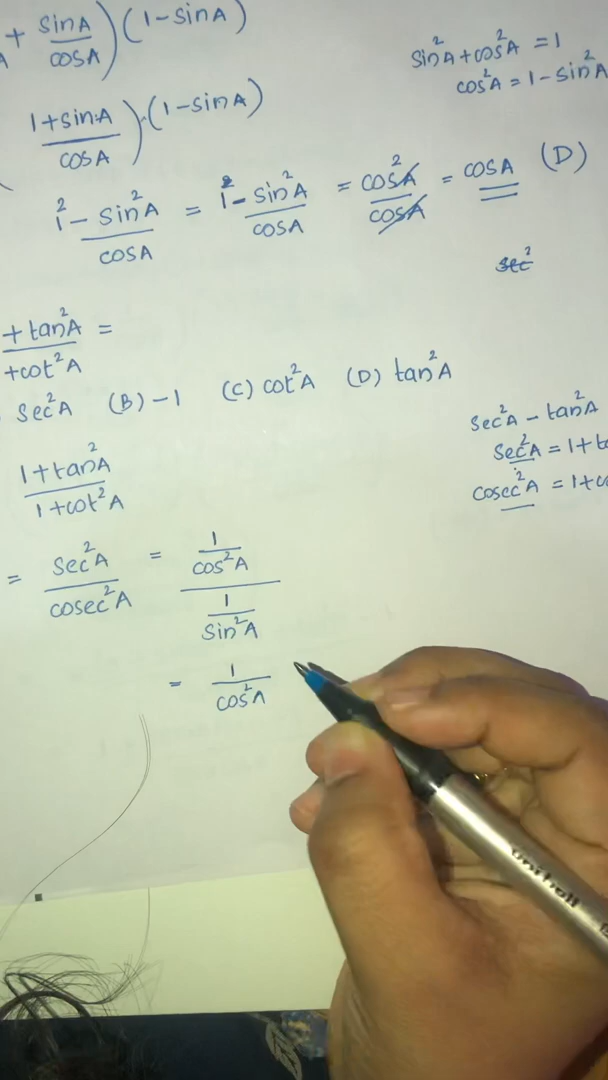 + sinA/cosA ) (1-sinA)
sin²A + cos²A = 1
cos²A = 1 - sin²A
( 1+sinA/cosA ) · (1-sinA)
1² - sin²A / cosA = 1² - sin²A / cosA = cos²A / cosA = cosA (D)
sec²
+ tan²A / +cot²A =
sec²A (B) -1 (C) cot²A (D) tan²A
sec²A - tan²A
sec²A = 1 +
cosec²A = 1 +
1+tan²A / 1+cot²A
= sec²A / cosec²A = 1/cos²A / 1/sin²A
= 1/cos²A
uniball